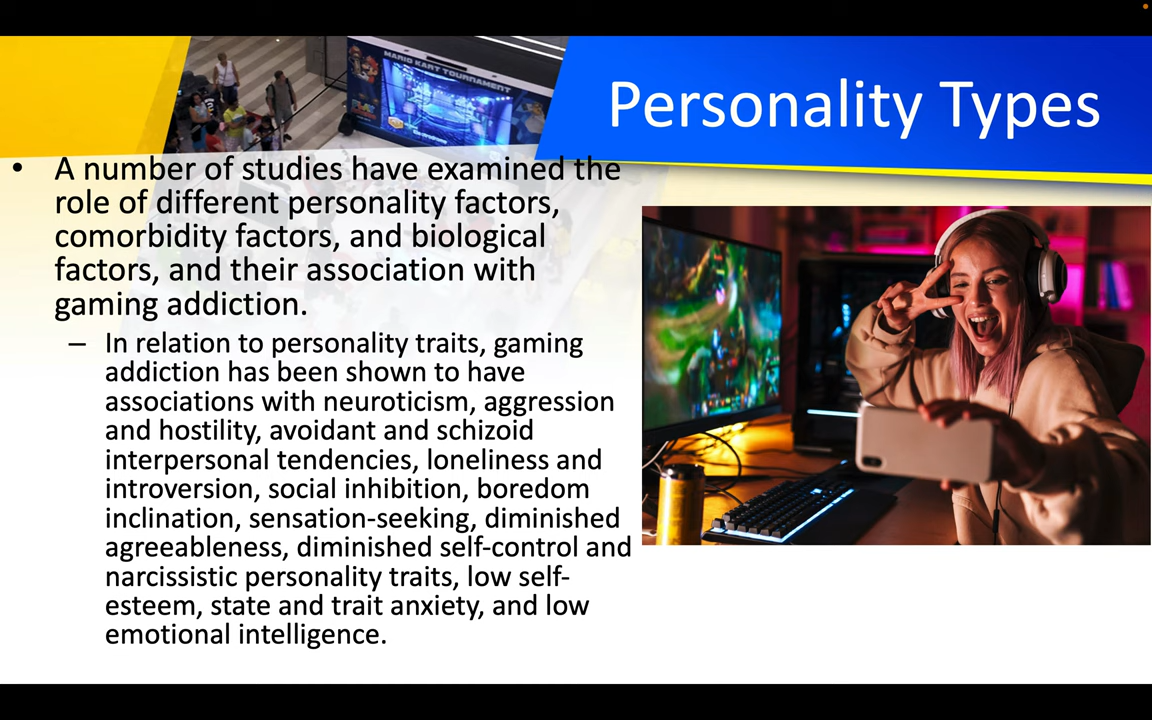 MARIO KART TOURNAMENT
Personality Types
• A number of studies have examined the
role of different personality factors,
comorbidity factors, and biological
factors, and their association with
gaming addiction.
– In relation to personality traits, gaming
addiction has been shown to have
associations with neuroticism, aggression
and hostility, avoidant and schizoid
interpersonal tendencies, loneliness and
introversion, social inhibition, boredom
inclination, sensation-seeking, diminished
agreeableness, diminished self-control and
narcissistic personality traits, low self-
esteem, state and trait anxiety, and low
emotional intelligence.